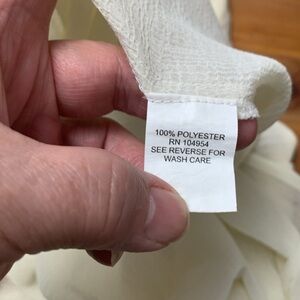 100% POLYESTER
RN 104954
SEE REVERSE FOR
WASH CARE